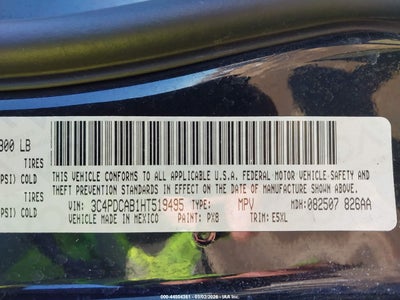 800 LB
TIRES
PSI) COLD
TIRES
PSI) COLD
THIS VEHICLE CONFORMS TO ALL APPLICABLE U.S.A. FEDERAL MOTOR VEHICLE SAFETY AND
THEFT PREVENTION STANDARDS IN EFFECT ON THE DATE OF MANUFACTURE SHOWN ABOVE.
VIN: 3C4PDCAB1HT519495 TYPE: MPV MDH: 082507 826AA
VEHICLE MADE IN MEXICO PAINT: PX8 TRIM: E5XL